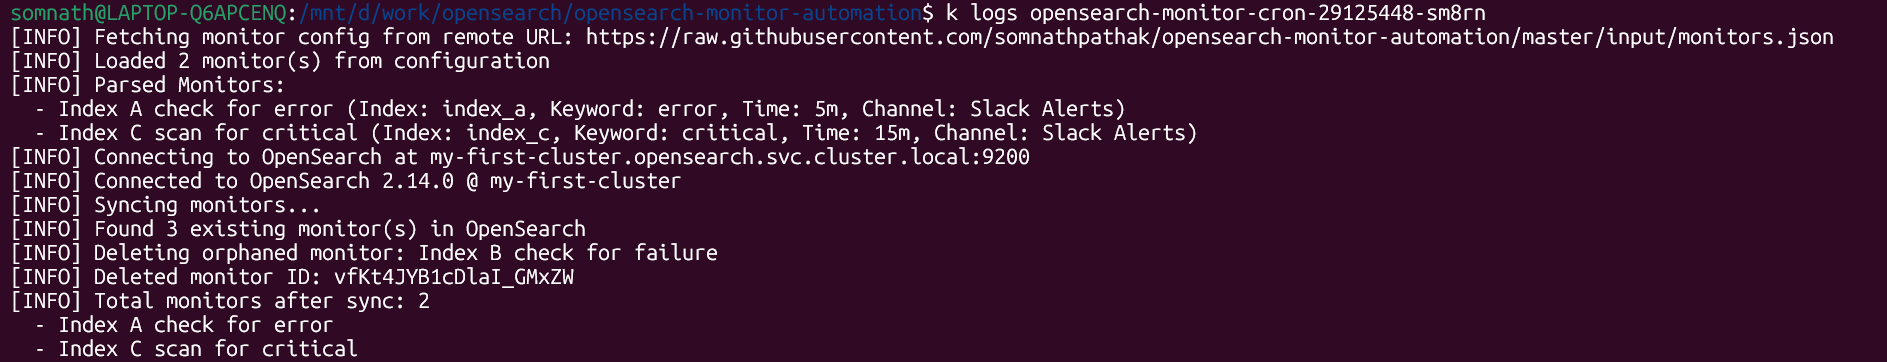 somnath@LAPTOP-Q6APCENQ:/mnt/d/work/opensearch/opensearch-monitor-automation$ k logs opensearch-monitor-cron-29125448-sm8rn
[INFO] Fetching monitor config from remote URL: https://raw.githubusercontent.com/somnathpathak/opensearch-monitor-automation/master/input/monitors.json
[INFO] Loaded 2 monitor(s) from configuration
[INFO] Parsed Monitors:
  - Index A check for error (Index: index_a, Keyword: error, Time: 5m, Channel: Slack Alerts)
  - Index C scan for critical (Index: index_c, Keyword: critical, Time: 15m, Channel: Slack Alerts)
[INFO] Connecting to OpenSearch at my-first-cluster.opensearch.svc.cluster.local:9200
[INFO] Connected to OpenSearch 2.14.0 @ my-first-cluster
[INFO] Syncing monitors...
[INFO] Found 3 existing monitor(s) in OpenSearch
[INFO] Deleting orphaned monitor: Index B check for failure
[INFO] Deleted monitor ID: vfKt4JYB1cDlaI_GMxZW
[INFO] Total monitors after sync: 2
  - Index A check for error
  - Index C scan for critical